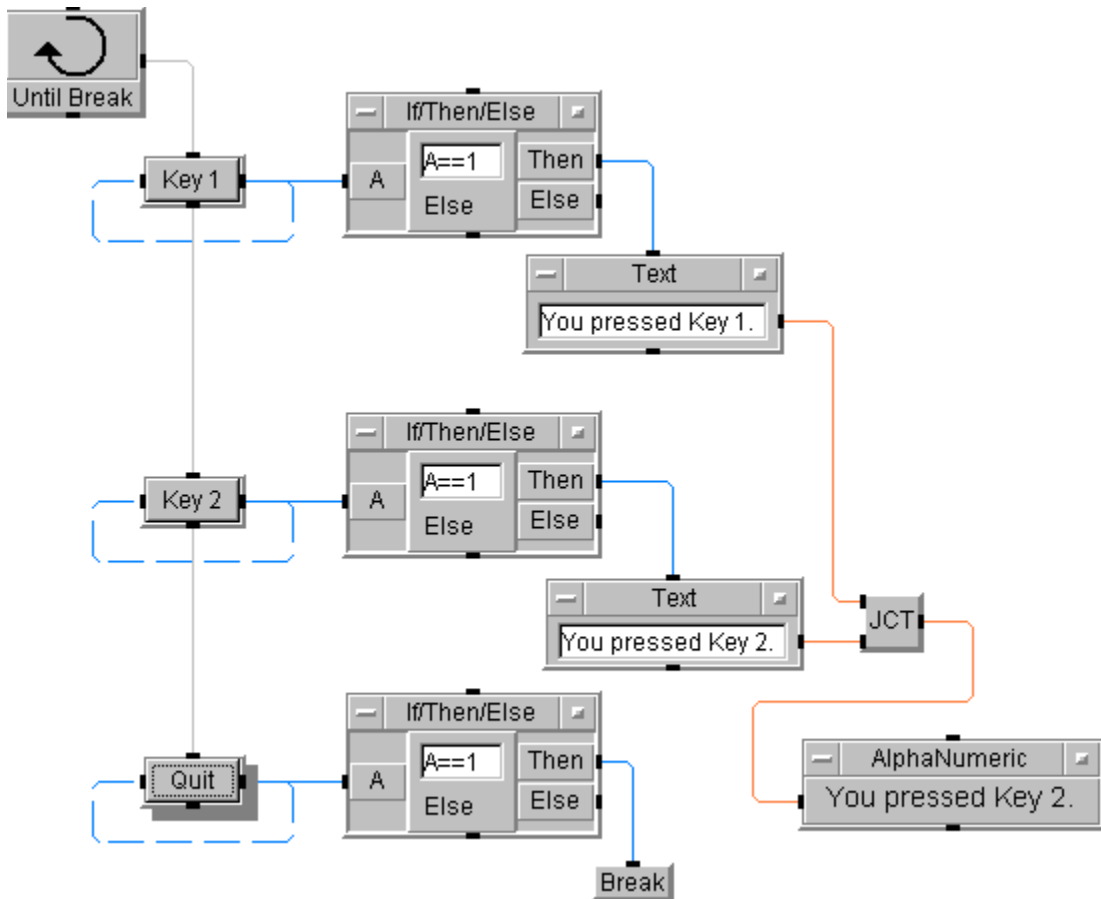 Until Break
If/Then/Else
Key 1
A
A==1
Else
Then
Else
Text
You pressed Key 1.
If/Then/Else
Key 2
A
A==1
Else
Then
Else
Text
You pressed Key 2.
JCT
If/Then/Else
Quit
A
A==1
Else
Then
Else
AlphaNumeric
You pressed Key 2.
Break